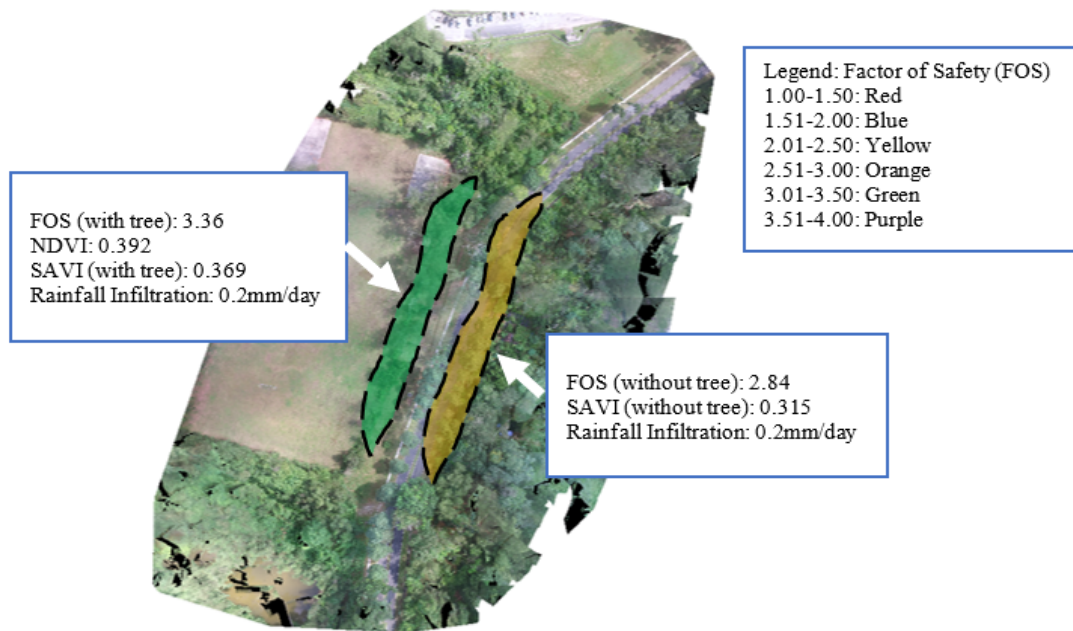 Legend: Factor of Safety (FOS)
1.00-1.50: Red
1.51-2.00: Blue
2.01-2.50: Yellow
2.51-3.00: Orange
3.01-3.50: Green
3.51-4.00: Purple
FOS (with tree): 3.36
NDVI: 0.392
SAVI (with tree): 0.369
Rainfall Infiltration: 0.2mm/day
FOS (without tree): 2.84
SAVI (without tree): 0.315
Rainfall Infiltration: 0.2mm/day